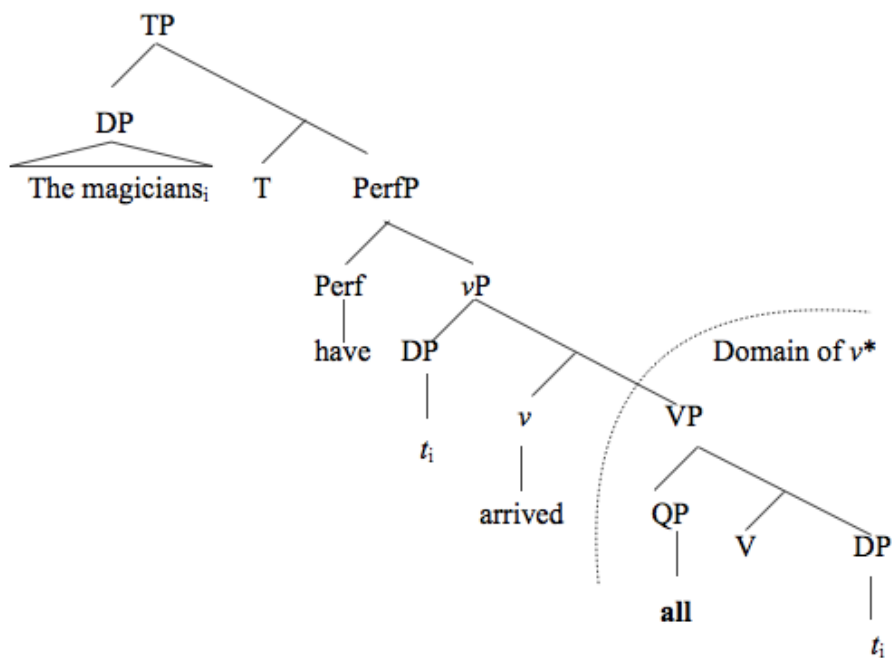 TP
DP
The magiciansᵢ T PerfP
Perf vP
have DP Domain of v*
v VP
tᵢ
arrived QP V DP
all
tᵢ